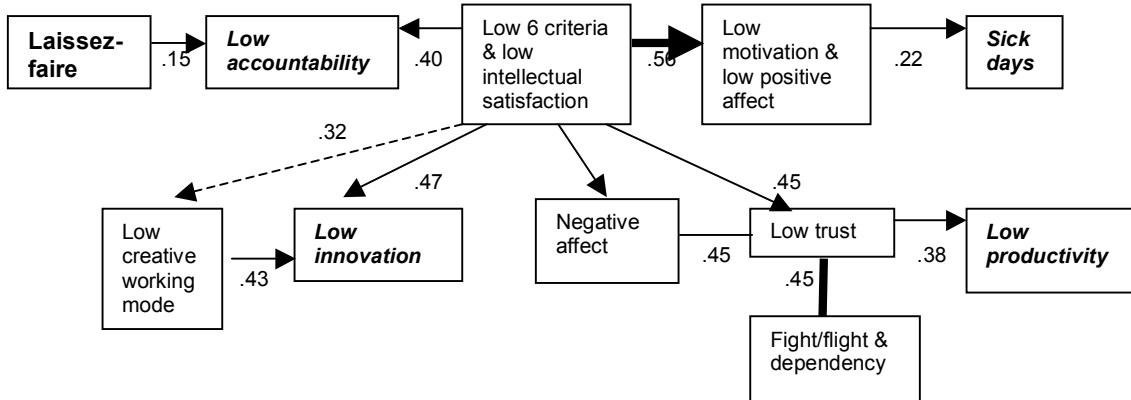 Laissez-
faire
.15
Low
accountability
.40
Low 6 criteria
& low
intellectual
satisfaction
.56
Low
motivation &
low positive
affect
.22
Sick
days
.32
.47
.45
Low
creative
working
mode
.43
Low
innovation
Negative
affect
.45
Low trust
.38
Low
productivity
.45
Fight/flight &
dependency